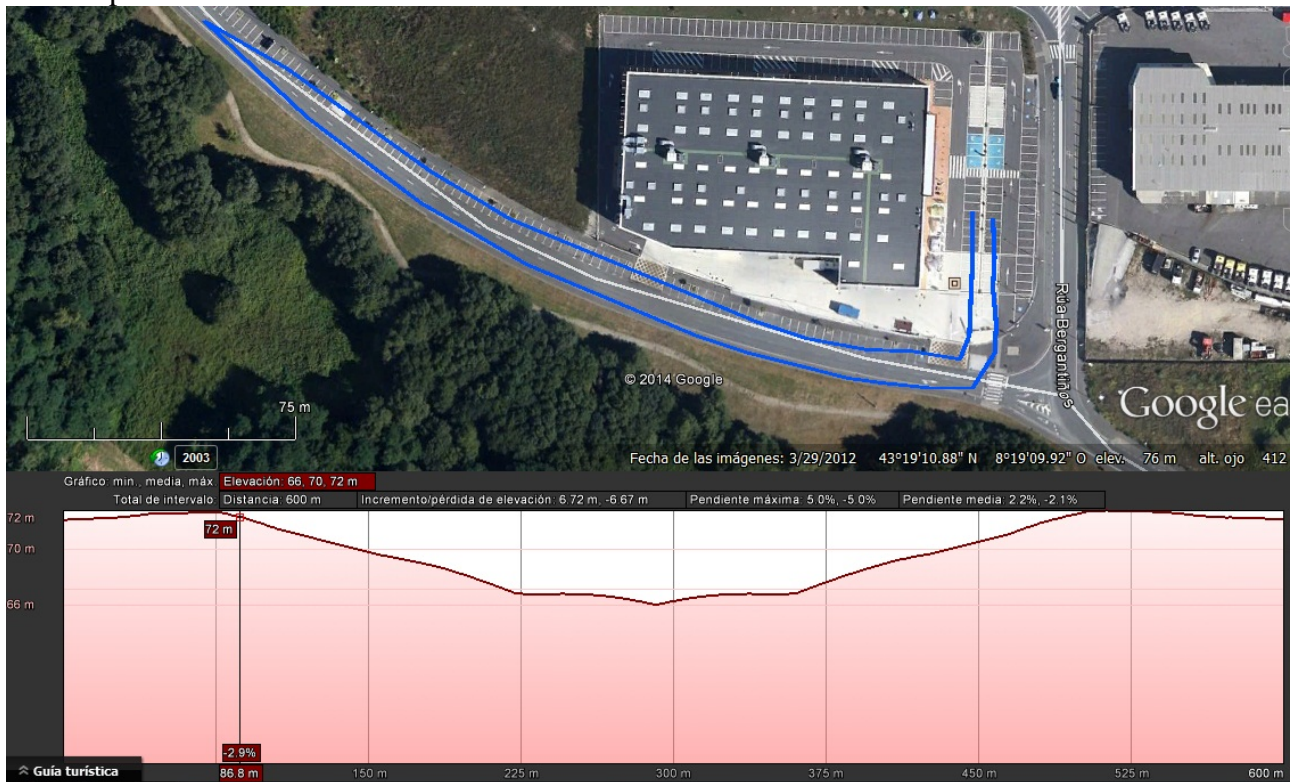 75 m
2003
© 2014 Google
Rúa Bergantiños
Google ea
Fecha de las imágenes: 3/29/2012 43°19'10.88" N 8°19'09.92" O elev. 76 m alt. ojo 412
Gráfico: min., media, máx Elevación: 66, 70, 72 m
Total de intervalo: Distancia: 600 m Incremento/pérdida de elevación: 6.72 m, -6.67 m Pendiente máxima: 5.0%, -5.0% Pendiente media: 2.2%, -2.1%
72 m
72 m
70 m
66 m
-2.9%
Guía turística
86.8 m 150 m 225 m 300 m 375 m 450 m 525 m 600 m